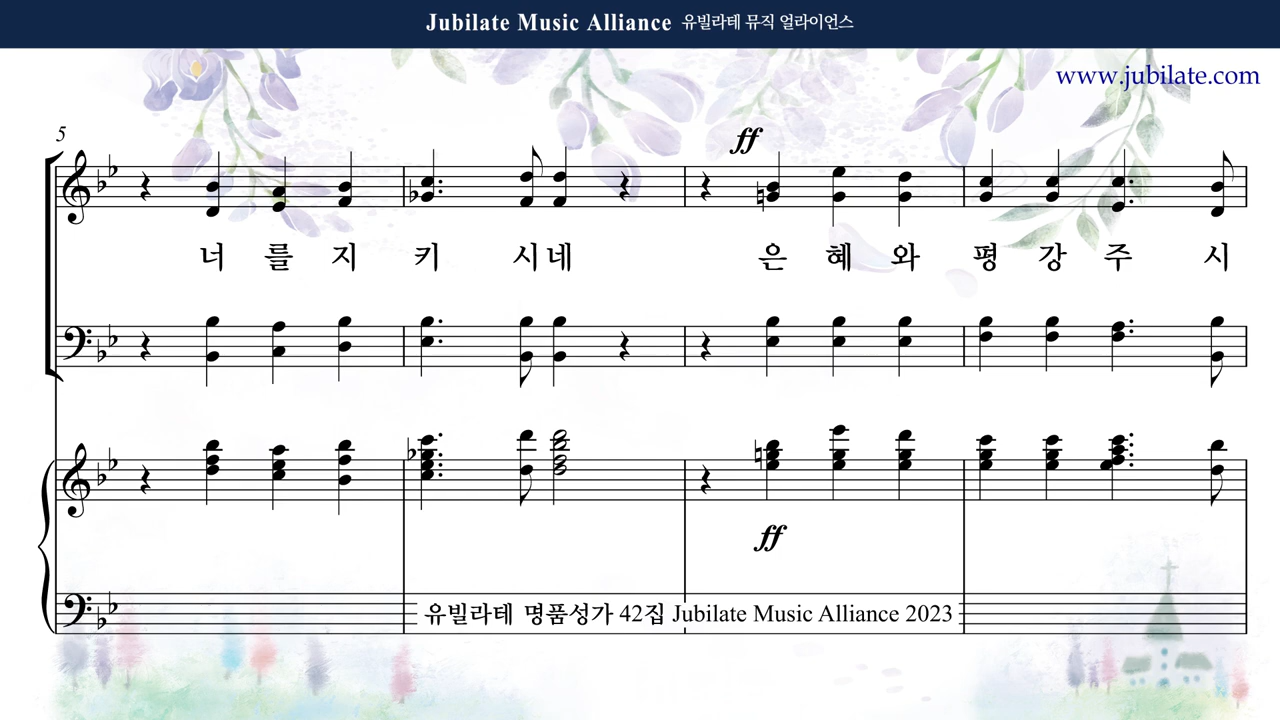 Jubilate Music Alliance 유빌라테 뮤직 얼라이언스
www.jubilate.com
5
ff
너 를 지 키 시 네 은 혜 와 평 강 주 시
ff
유빌라테 명품성가 42집 Jubilate Music Alliance 2023